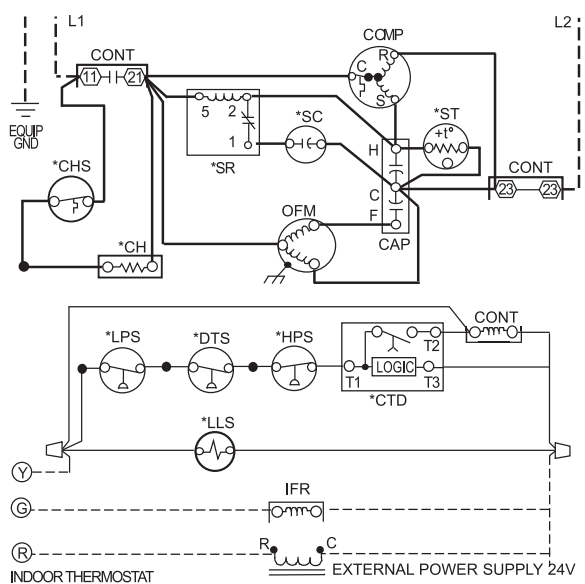 L1
L2
CONT
11
21
COMP
R
C
S
EQUIP
GND
5
2
1
*SR
*SC
*ST
+t°
H
C
F
CAP
CONT
23
23
*CHS
*CH
OFM
*LPS
*DTS
*HPS
T2
LOGIC
T1
T3
*CTD
CONT
*LLS
Y
G
IFR
R
R
C
INDOOR THERMOSTAT
EXTERNAL POWER SUPPLY 24V